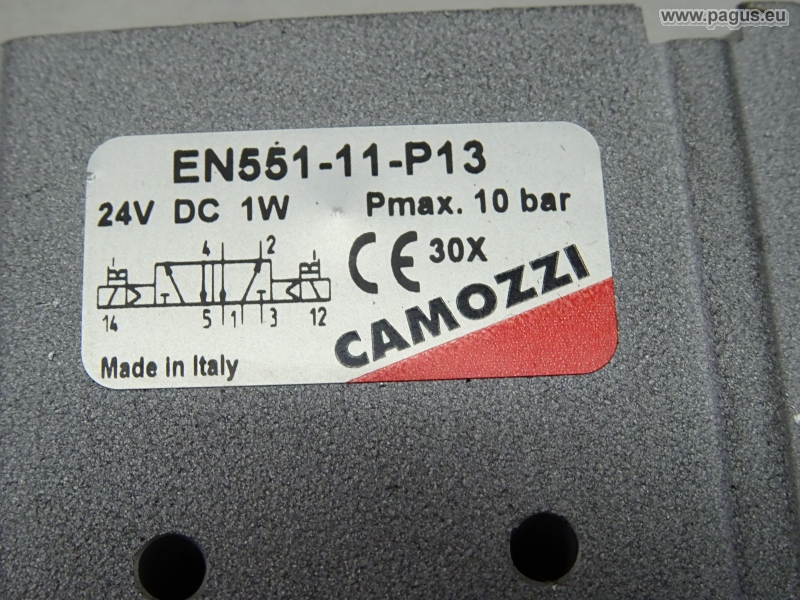 www.pagus.eu
EN551-11-P13
24V DC 1W Pmax. 10 bar
4 2
CE 30X
14 5 1 3 12
CAMOZZI
Made in Italy